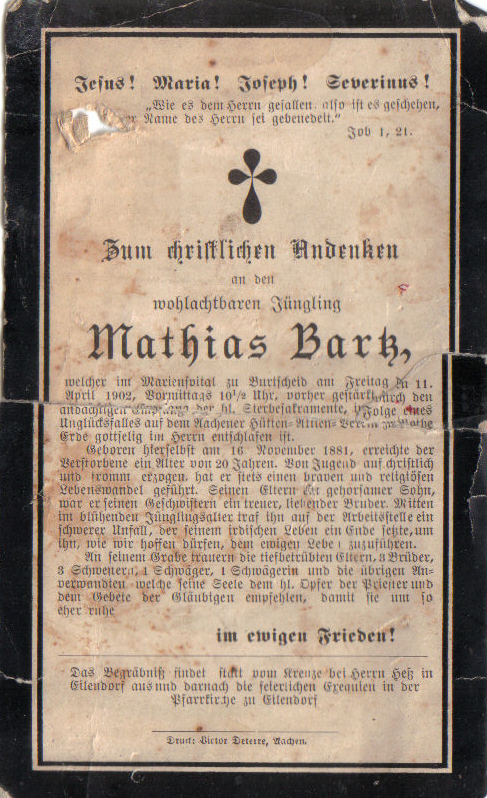 Jesus! Maria! Joseph! Severinus!
„Wie es dem Herrn gefallen, also ist es geschehen,
er Name des Herrn sei gebenedeit.“
Job 1, 21.
Zum christlichen Andenken
an den
wohlachtbaren Jüngling
Mathias Bartz,
welcher im Marienspital zu Burtscheid am Freitag den 11.
April 1902, Vormittags 10½ Uhr, vorher gestärkt durch den
andächtigen Empfang der hl. Sterbesakramente, Folge eines
Unglücksfalles auf dem Aachener Hütten-Aktien-Verein zu Rothe
Erde gottselig im Herrn entschlafen ist.
Geboren hierselbst am 16. November 1881, erreichte der
Verstorbene ein Alter von 20 Jahren. Von Jugend auf christlich
und fromm erzogen, hat er stets einen braven und religiösen
Lebenswandel geführt. Seinen Eltern ein gehorsamer Sohn,
war er seinen Geschwistern ein treuer, liebender Bruder. Mitten
im blühenden Jünglingsalter traf ihn auf der Arbeitsstelle ein
schwerer Unfall, der seinem irdischen Leben ein Ende setzte, um
ihn, wie wir hoffen dürfen, dem ewigen Leben zuzuführen.
An seinem Grabe trauern die tiefbetrübten Eltern, 3 Brüder,
3 Schwestern, 1 Schwager, 1 Schwägerin und die übrigen An-
verwandten, welche seine Seele dem hl. Opfer der Priester und
dem Gebete der Gläubigen empfehlen, damit sie um so
eher ruhe
im ewigen Frieden!
Das Begräbniß findet statt vom Kreuze bei Herrn Heß in
Eilendorf aus und darnach die feierlichen Exequien in der
Pfarrkirche zu Eilendorf
Druck: Victor Deterre, Aachen.